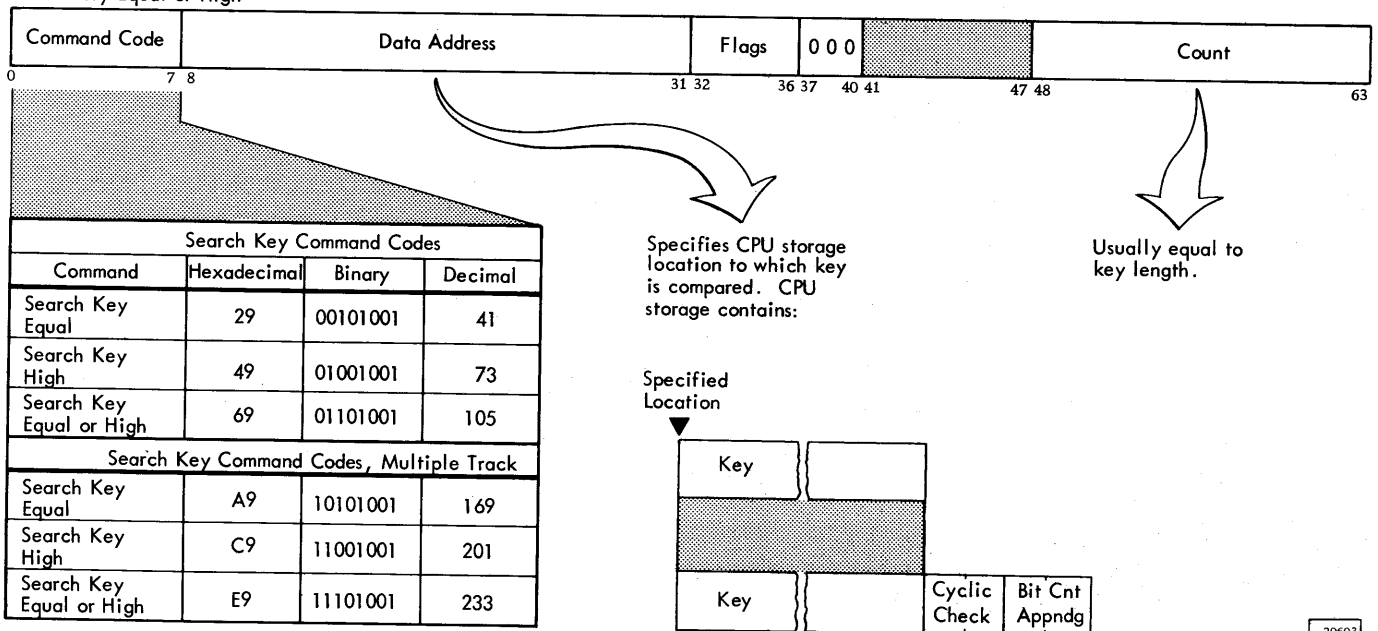 Key Equal or High
Command Code Data Address Flags 0 0 0 Count
0 7 8 31 32 36 37 40 41 47 48 63
Search Key Command Codes
Command Hexadecimal Binary Decimal
Search Key
Equal 29 00101001 41
Search Key
High 49 01001001 73
Search Key
Equal or High 69 01101001 105
Search Key Command Codes, Multiple Track
Search Key
Equal A9 10101001 169
Search Key
High C9 11001001 201
Search Key
Equal or High E9 11101001 233
Specifies CPU storage
location to which key
is compared. CPU
storage contains:
Usually equal to
key length.
Specified
Location
Key
Key
Cyclic
Check
Bit Cnt
Appndg